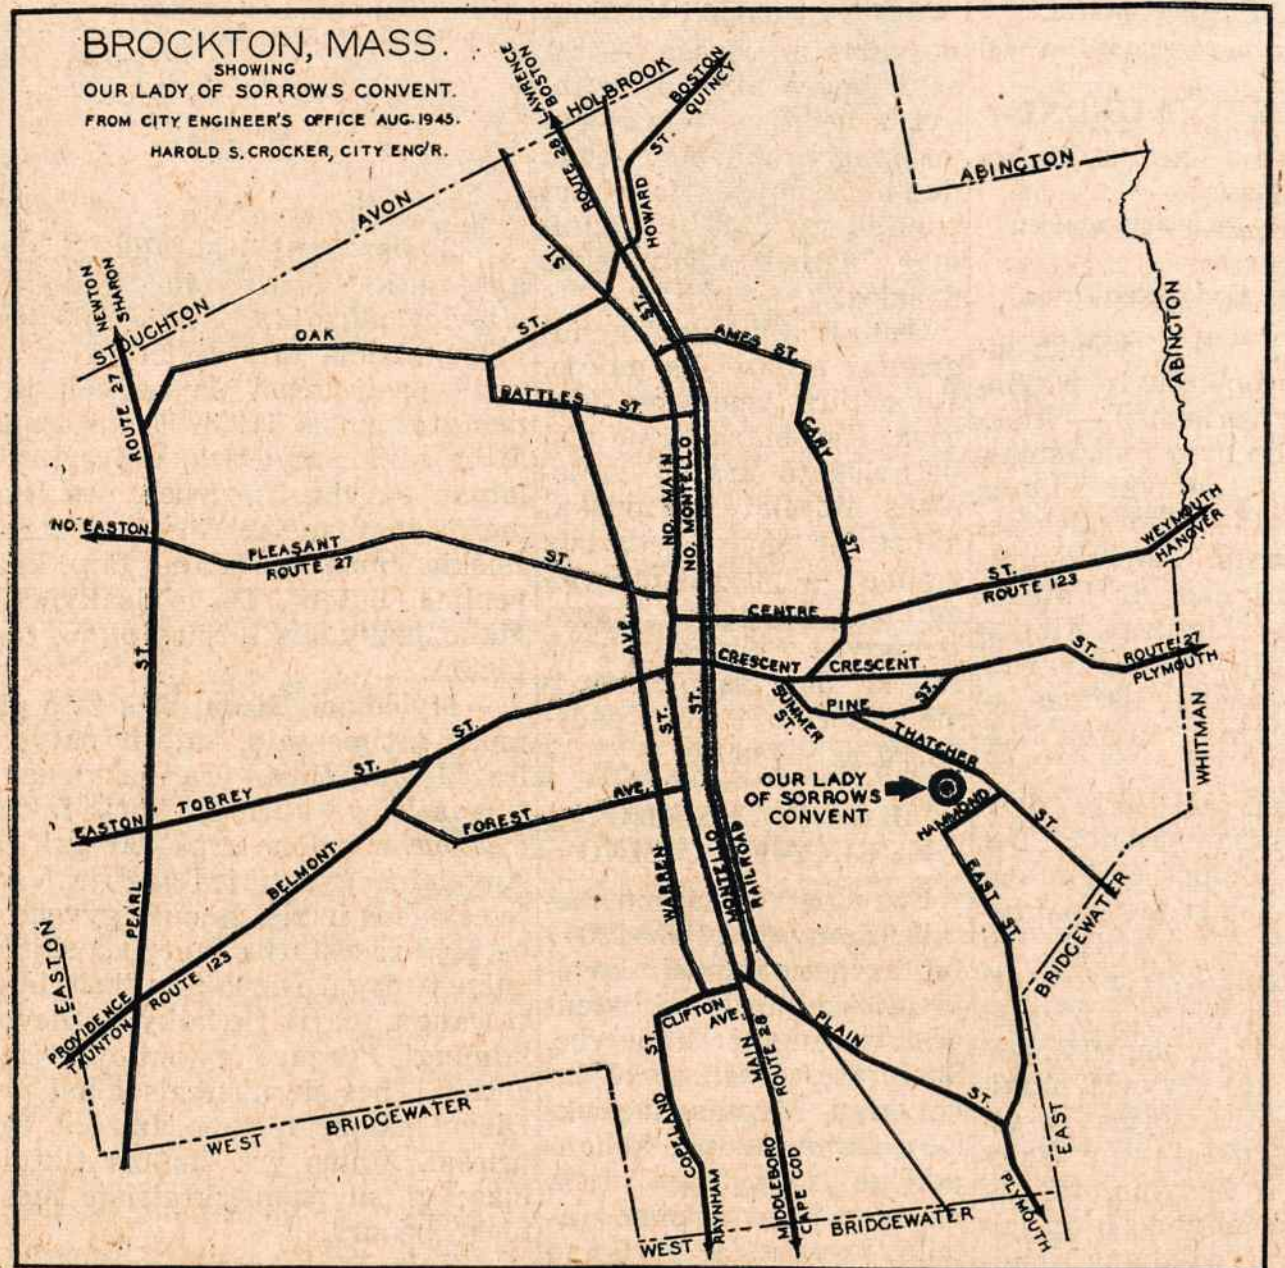 BROCKTON, MASS.
SHOWING
OUR LADY OF SORROWS CONVENT.
FROM CITY ENGINEER'S OFFICE AUG. 1945.
HAROLD S. CROCKER, CITY ENG'R.
LAWRENCE
BOSTON
HOLBROOK
BOSTON
QUINCY
ROUTE 28
ST.
HOWARD
ABINGTON
AVON
ST.
ABINGTON
NEWTON
SHARON
STOUGHTON
ROUTE 27
OAK
ST.
ST.
AMES ST.
BATTLES
ST.
CARY
ST.
NO. MAIN
NO. MONTELLO
WEYMOUTH
HANOVER
NO. EASTON
PLEASANT
ROUTE 27
ST.
CENTRE
ST.
ROUTE 123
ST.
AVE.
CRESCENT
CRESCENT
ST.
ROUTE 27
PLYMOUTH
ST.
ST.
SUMMER
ST.
PINE
ST.
THATCHER
ST.
WHITMAN
ST.
ST.
EASTON
TORREY
FOREST
AVE.
OUR LADY
OF SORROWS
CONVENT
HAMMOND
PEARL
BELMONT
WARREN
MONTELLO
RAILROAD
EAST
ST.
BRIDGEWATER
EASTON
PROVIDENCE
TAUNTON
ROUTE 123
CLIFTON
AVE.
ST.
COPELAND
MAIN
ROUTE 28
PLAIN
ST.
EAST
WEST
BRIDGEWATER
RAYNHAM
MIDDLEBORO
CAPE COD
PLYMOUTH
WEST
BRIDGEWATER